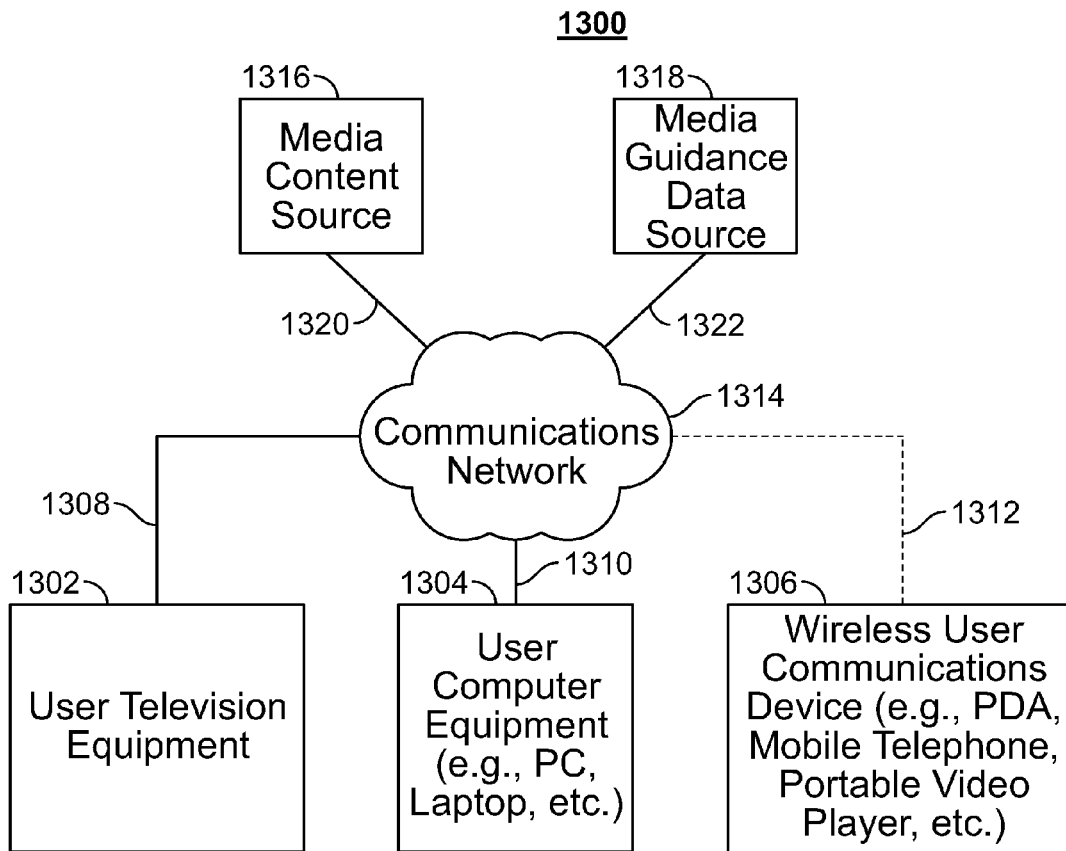 1300
1316
Media
Content
Source
1318
Media
Guidance
Data
Source
1320
1322
1314
Communications
Network
1308
1312
1310
1302
User Television
Equipment
1304
User
Computer
Equipment
(e.g., PC,
Laptop, etc.)
1306
Wireless User
Communications
Device (e.g., PDA,
Mobile Telephone,
Portable Video
Player, etc.)